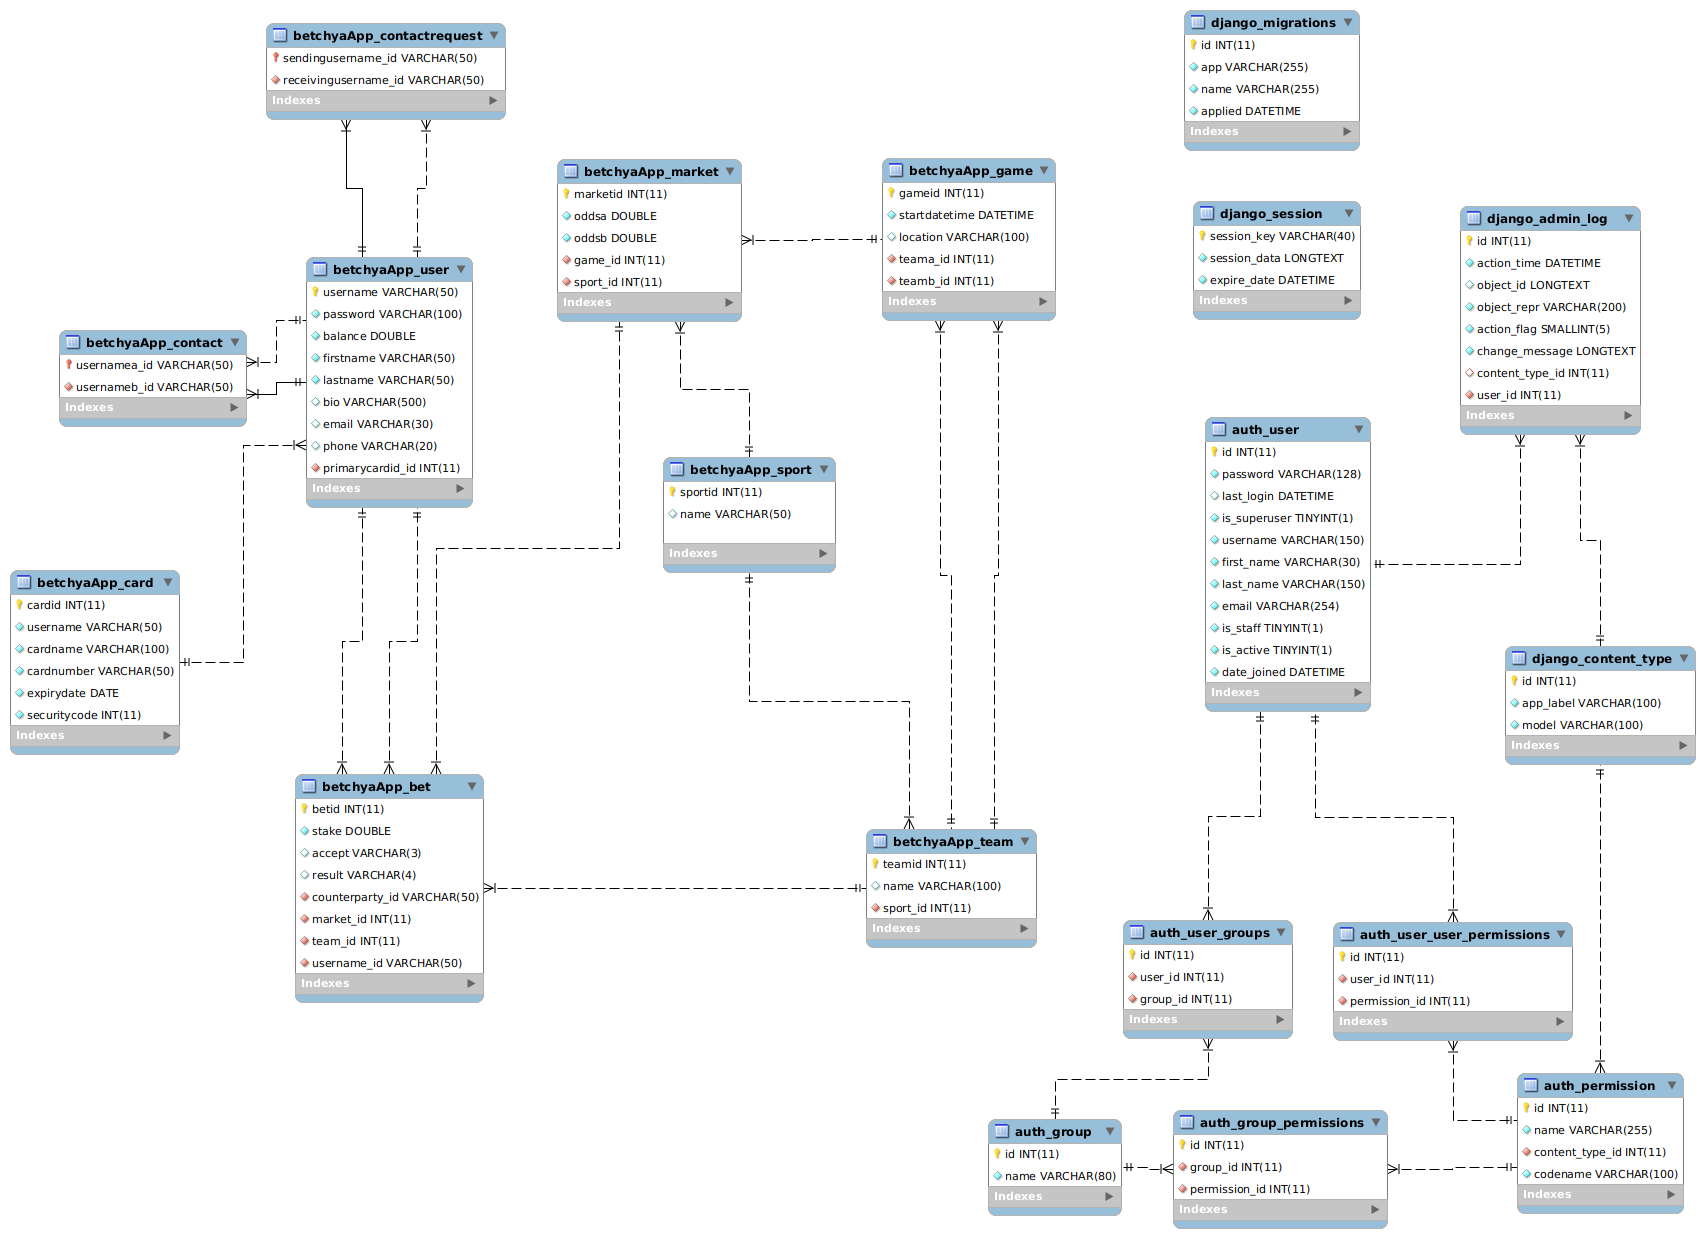 betchyaApp_contactrequest
sendingusername_id VARCHAR(50)
receivingusername_id VARCHAR(50)
Indexes
django_migrations
id INT(11)
app VARCHAR(255)
name VARCHAR(255)
applied DATETIME
Indexes
betchyaApp_market
marketid INT(11)
oddsa DOUBLE
oddsb DOUBLE
game_id INT(11)
sport_id INT(11)
Indexes
betchyaApp_game
gameid INT(11)
startdatetime DATETIME
location VARCHAR(100)
teama_id INT(11)
teamb_id INT(11)
Indexes
django_session
session_key VARCHAR(40)
session_data LONGTEXT
expire_date DATETIME
Indexes
django_admin_log
id INT(11)
action_time DATETIME
object_id LONGTEXT
object_repr VARCHAR(200)
action_flag SMALLINT(5)
change_message LONGTEXT
content_type_id INT(11)
user_id INT(11)
Indexes
betchyaApp_user
username VARCHAR(50)
password VARCHAR(100)
balance DOUBLE
firstname VARCHAR(50)
lastname VARCHAR(50)
bio VARCHAR(500)
email VARCHAR(30)
phone VARCHAR(20)
primarycardid_id INT(11)
Indexes
betchyaApp_contact
usernamea_id VARCHAR(50)
usernameb_id VARCHAR(50)
Indexes
betchyaApp_sport
sportid INT(11)
name VARCHAR(50)
Indexes
auth_user
id INT(11)
password VARCHAR(128)
last_login DATETIME
is_superuser TINYINT(1)
username VARCHAR(150)
first_name VARCHAR(30)
last_name VARCHAR(150)
email VARCHAR(254)
is_staff TINYINT(1)
is_active TINYINT(1)
date_joined DATETIME
Indexes
betchyaApp_card
cardid INT(11)
username VARCHAR(50)
cardname VARCHAR(100)
cardnumber VARCHAR(50)
expirydate DATE
securitycode INT(11)
Indexes
django_content_type
id INT(11)
app_label VARCHAR(100)
model VARCHAR(100)
Indexes
betchyaApp_bet
betid INT(11)
stake DOUBLE
accept VARCHAR(3)
result VARCHAR(4)
counterparty_id VARCHAR(50)
market_id INT(11)
team_id INT(11)
username_id VARCHAR(50)
Indexes
betchyaApp_team
teamid INT(11)
name VARCHAR(100)
sport_id INT(11)
Indexes
auth_user_groups
id INT(11)
user_id INT(11)
group_id INT(11)
Indexes
auth_user_user_permissions
id INT(11)
user_id INT(11)
permission_id INT(11)
Indexes
auth_group
id INT(11)
name VARCHAR(80)
Indexes
auth_group_permissions
id INT(11)
group_id INT(11)
permission_id INT(11)
Indexes
auth_permission
id INT(11)
name VARCHAR(255)
content_type_id INT(11)
codename VARCHAR(100)
Indexes